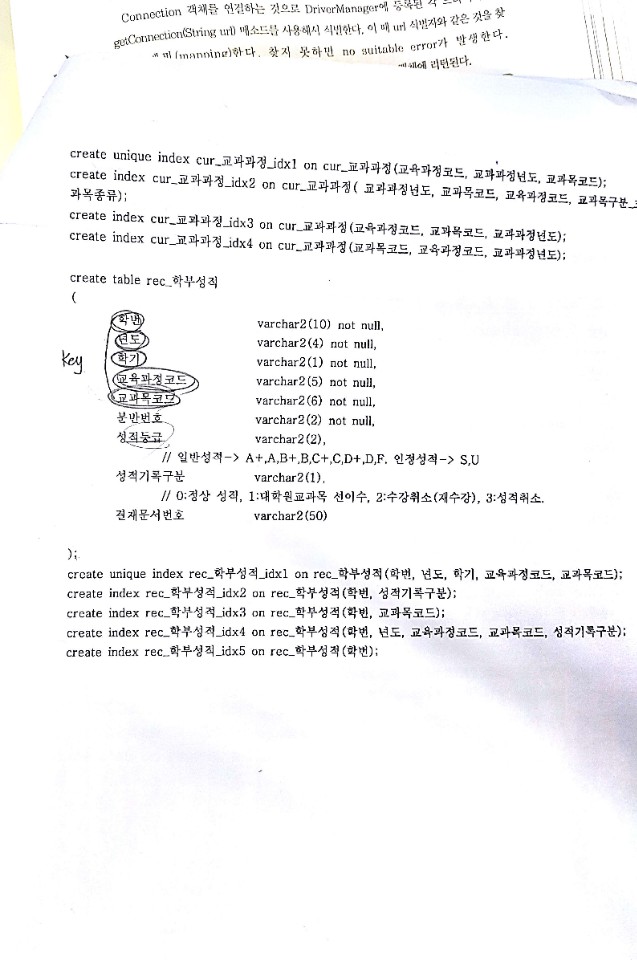 Connection 객체를 연결하는 것으로 DriverManager에 등록된 각
getConnection(String url) 메소드를 사용해서 식별한다. 이 때 url 식별자와 같은 것을 찾
(mapping)한다. 찾지 못하면 no suitable error가 발생한다.
리턴된다.
create unique index cur_교과과정_idx1 on cur_교과과정(교육과정코드, 교과과정년도, 교과목코드);
create index cur_교과과정_idx2 on cur_교과과정( 교과과정년도, 교과목코드, 교육과정코드, 교과목구분_
과목종류);
create index cur_교과과정_idx3 on cur_교과과정(교육과정코드, 교과목코드, 교과과정년도);
create index cur_교과과정_idx4 on cur_교과과정(교과목코드, 교육과정코드, 교과과정년도);
create table rec_학부성적
(
학번 varchar2(10) not null,
년도 varchar2(4) not null,
key 학기 varchar2(1) not null,
교육과정코드 varchar2(5) not null,
교과목코드 varchar2(6) not null,
분반번호 varchar2(2) not null,
성적등급 varchar2(2),
// 일반성적-> A+,A,B+,B,C+,C,D+,D,F. 인정성적-> S,U
성적기록구분 varchar2(1),
// 0:정상 성적, 1:대학원교과목 선이수, 2:수강취소(재수강), 3:성적취소.
결재문서번호 varchar2(50)
);
create unique index rec_학부성적_idx1 on rec_학부성적(학번, 년도, 학기, 교육과정코드, 교과목코드);
create index rec_학부성적_idx2 on rec_학부성적(학번, 성적기록구분);
create index rec_학부성적_idx3 on rec_학부성적(학번, 교과목코드);
create index rec_학부성적_idx4 on rec_학부성적(학번, 년도, 교육과정코드, 교과목코드, 성적기록구분);
create index rec_학부성적_idx5 on rec_학부성적(학번);